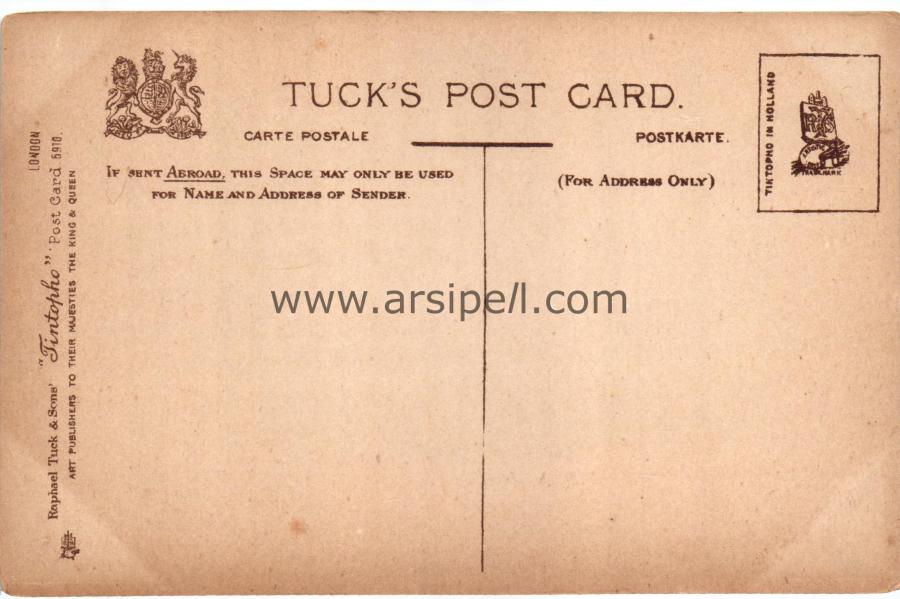 TUCK'S POST CARD.
CARTE POSTALE
POSTKARTE.
IF SENT ABROAD, THIS SPACE MAY ONLY BE USED
FOR NAME AND ADDRESS OF SENDER.
(FOR ADDRESS ONLY)
TINTOPHO IN HOLLAND
TRADE MARK
LONDON
Raphael Tuck & Sons' "Tintopho" Post Card 5910.
ART PUBLISHERS TO THEIR MAJESTIES THE KING & QUEEN
www.arsipell.com